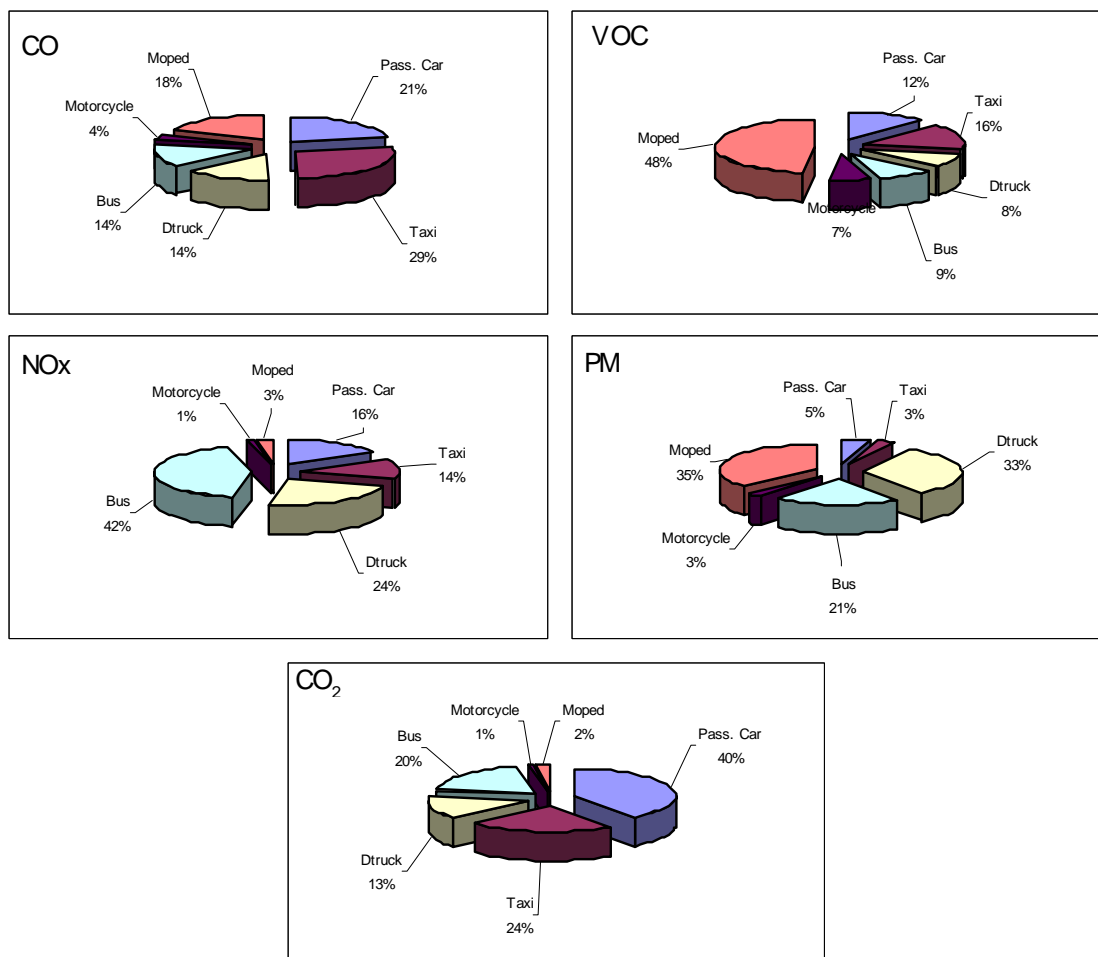 CO
Moped
18%
Pass. Car
21%
Motorcycle
4%
Bus
14%
Dtruck
14%
Taxi
29%
VOC
Pass. Car
12%
Taxi
16%
Moped
48%
Dtruck
8%
Motorcycle
7%
Bus
9%
NOx
Moped
3%
Motorcycle
1%
Pass. Car
16%
Taxi
14%
Bus
42%
Dtruck
24%
PM
Pass. Car
5%
Taxi
3%
Dtruck
33%
Moped
35%
Motorcycle
3%
Bus
21%
CO₂
Motorcycle
1%
Moped
2%
Bus
20%
Pass. Car
40%
Dtruck
13%
Taxi
24%